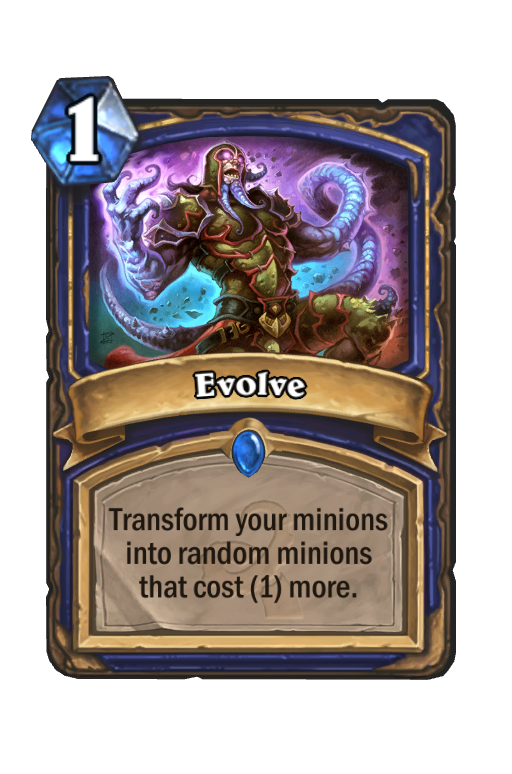 1
Evolve
Transform your minions
into random minions
that cost (1) more.